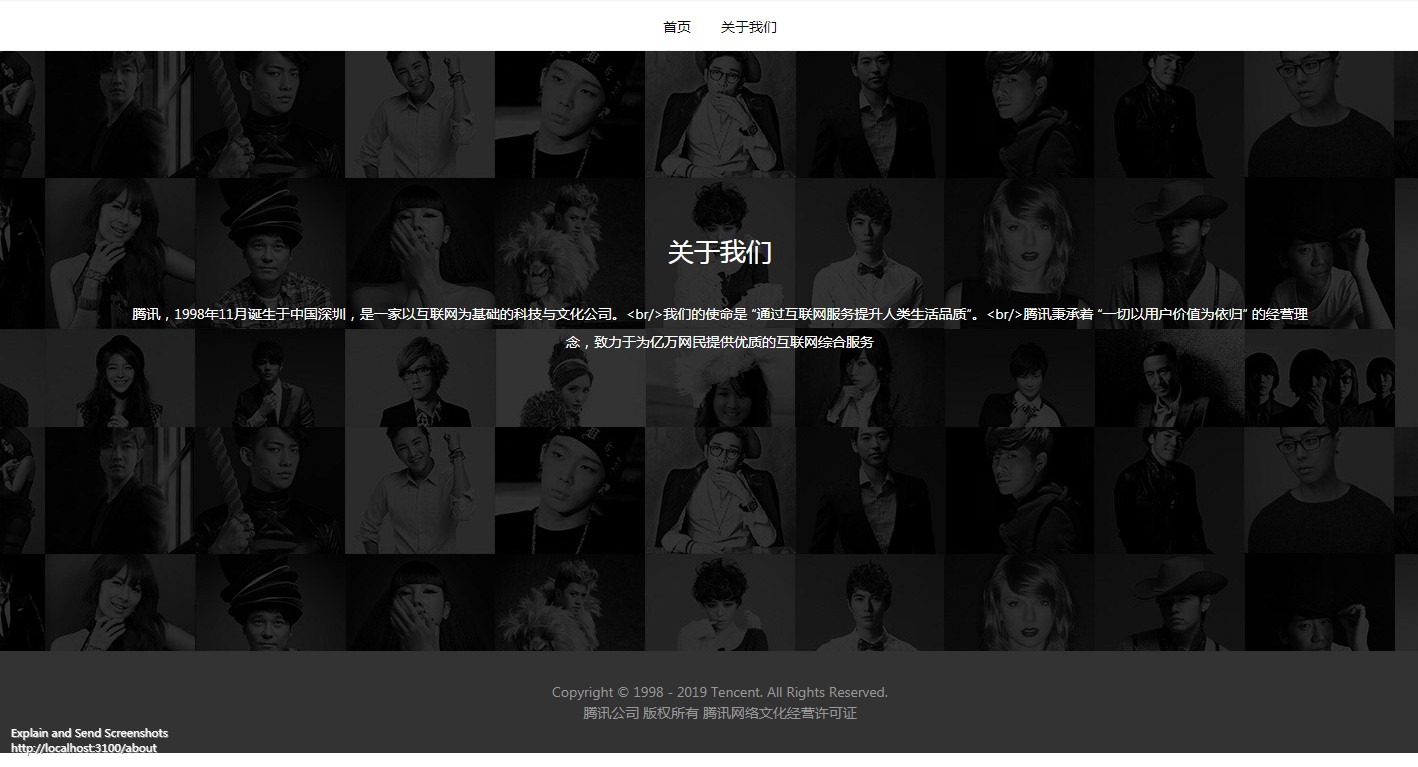 首页 关于我们
关于我们
腾讯，1998年11月诞生于中国深圳，是一家以互联网为基础的科技与文化公司。<br/>我们的使命是 “通过互联网服务提升人类生活品质”。<br/>腾讯秉承着 “一切以用户价值为依归” 的经营理
念，致力于为亿万网民提供优质的互联网综合服务
Copyright © 1998 - 2019 Tencent. All Rights Reserved.
腾讯公司 版权所有 腾讯网络文化经营许可证
Explain and Send Screenshots
http://localhost:3100/about